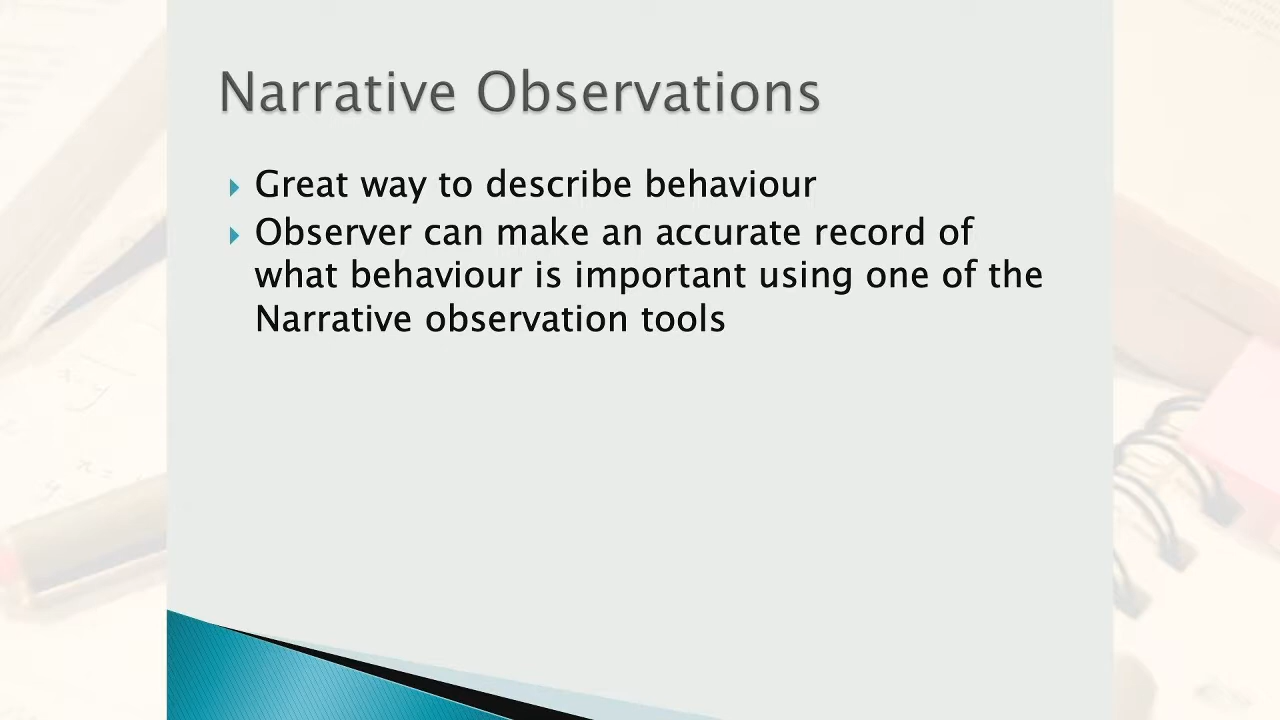 Narrative Observations
Great way to describe behaviour
Observer can make an accurate record of
what behaviour is important using one of the
Narrative observation tools